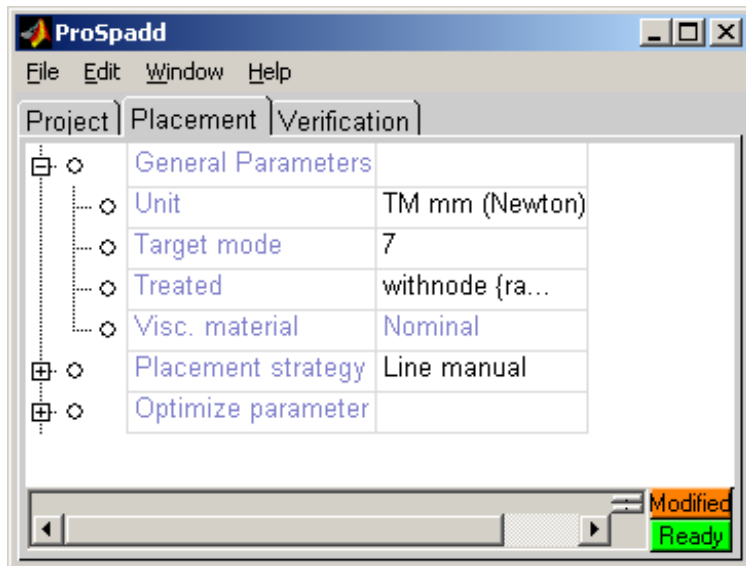 ProSpadd
File Edit Window Help
Project Placement Verification
General Parameters
Unit TM mm (Newton)
Target mode 7
Treated withnode {ra...
Visc. material Nominal
Placement strategy Line manual
Optimize parameter
Modified
Ready